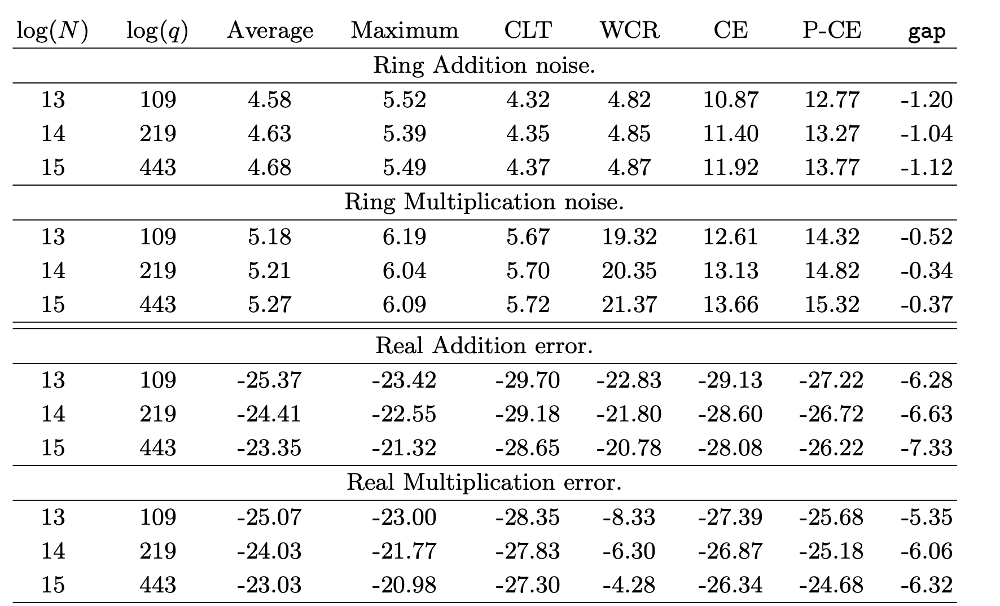 log(N) log(q) Average Maximum CLT WCR CE P-CE gap
Ring Addition noise.
13 109 4.58 5.52 4.32 4.82 10.87 12.77 -1.20
14 219 4.63 5.39 4.35 4.85 11.40 13.27 -1.04
15 443 4.68 5.49 4.37 4.87 11.92 13.77 -1.12
Ring Multiplication noise.
13 109 5.18 6.19 5.67 19.32 12.61 14.32 -0.52
14 219 5.21 6.04 5.70 20.35 13.13 14.82 -0.34
15 443 5.27 6.09 5.72 21.37 13.66 15.32 -0.37
Real Addition error.
13 109 -25.37 -23.42 -29.70 -22.83 -29.13 -27.22 -6.28
14 219 -24.41 -22.55 -29.18 -21.80 -28.60 -26.72 -6.63
15 443 -23.35 -21.32 -28.65 -20.78 -28.08 -26.22 -7.33
Real Multiplication error.
13 109 -25.07 -23.00 -28.35 -8.33 -27.39 -25.68 -5.35
14 219 -24.03 -21.77 -27.83 -6.30 -26.87 -25.18 -6.06
15 443 -23.03 -20.98 -27.30 -4.28 -26.34 -24.68 -6.32